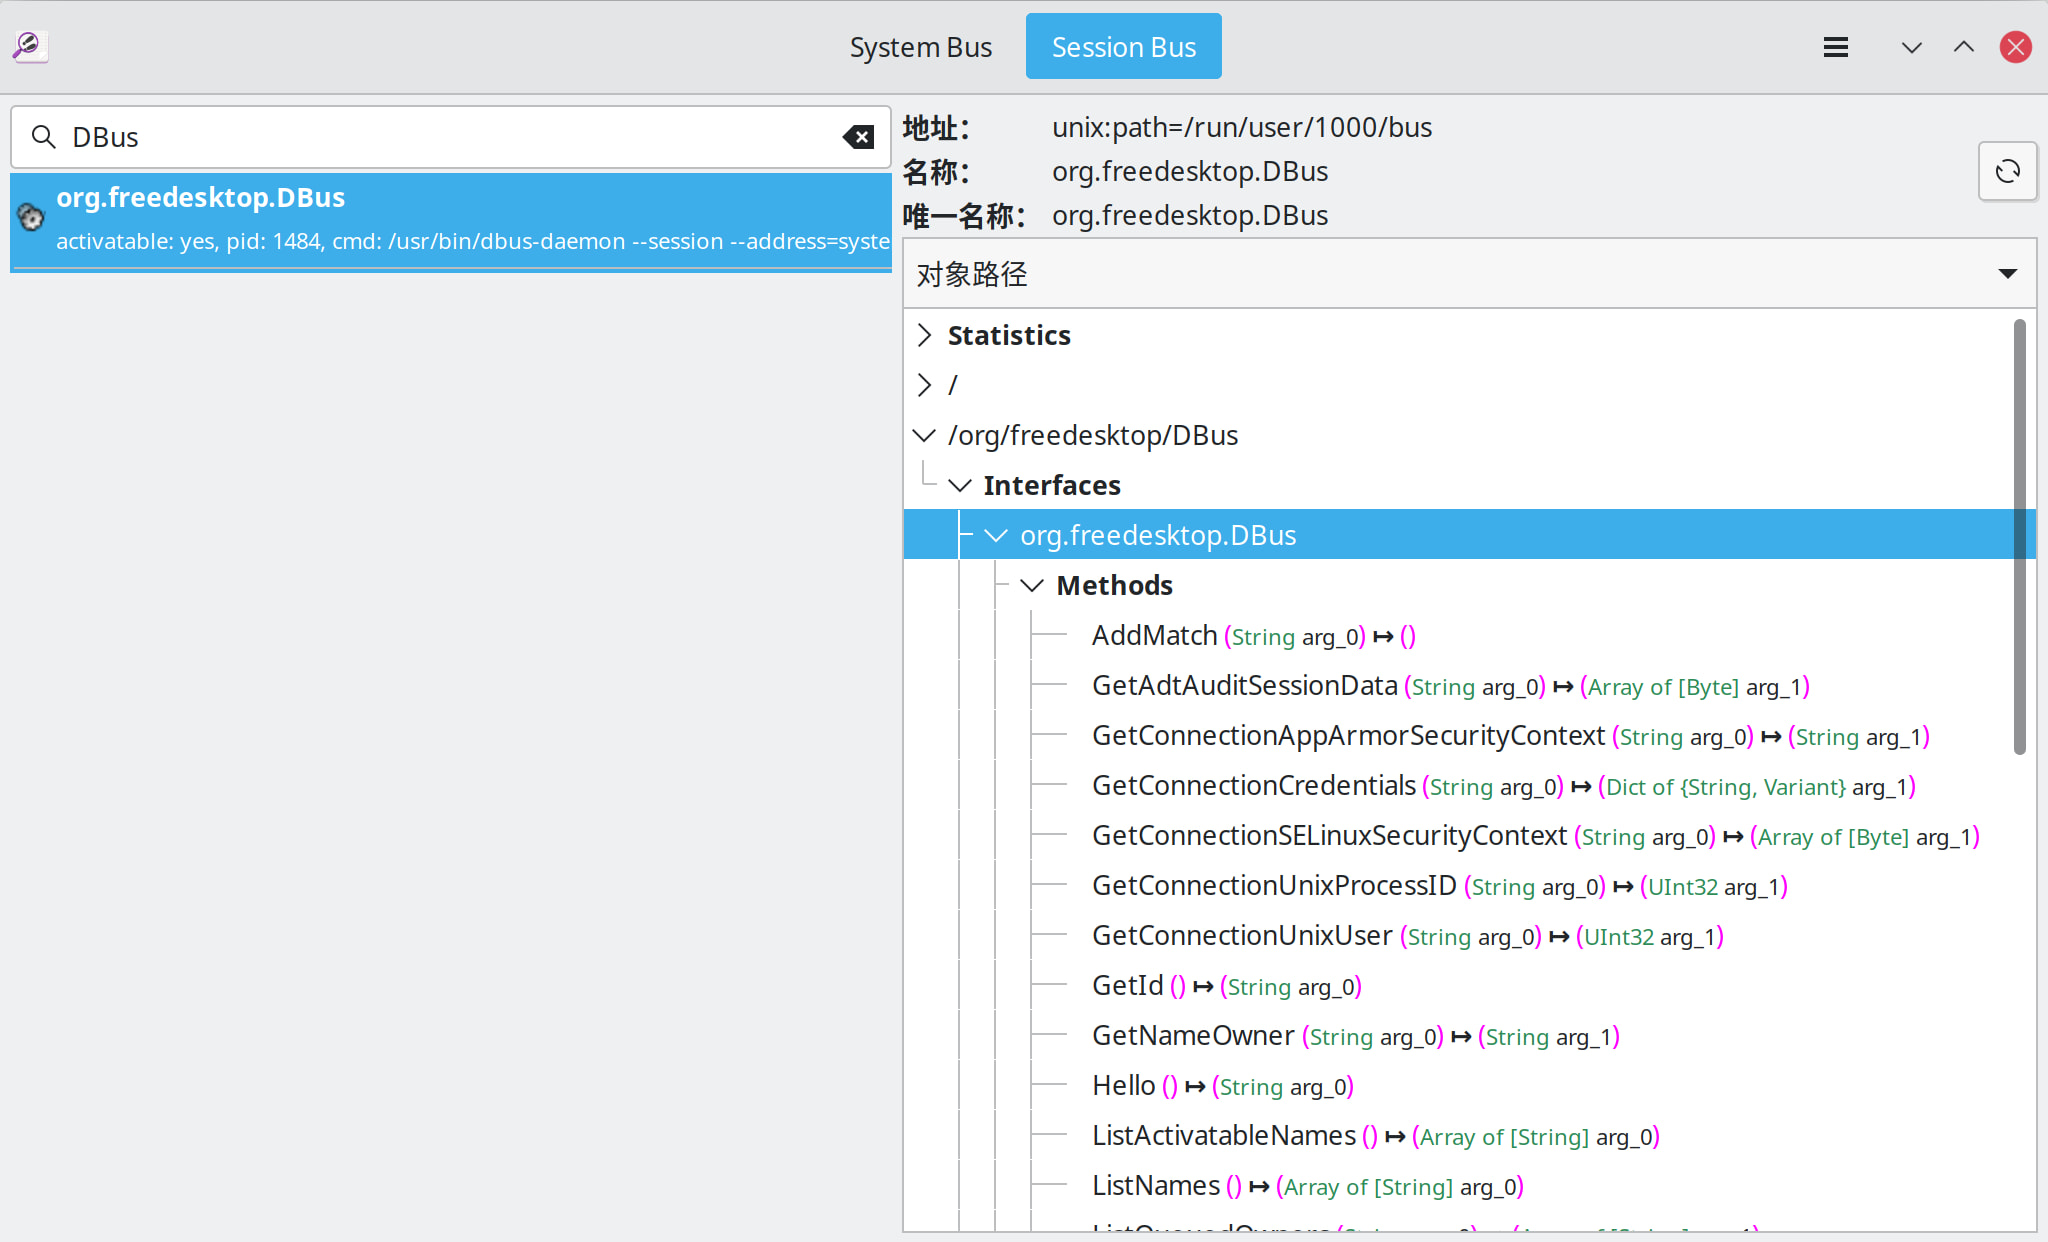 System Bus
Session Bus
DBus
org.freedesktop.DBus
activatable: yes, pid: 1484, cmd: /usr/bin/dbus-daemon --session --address=syste
地址： unix:path=/run/user/1000/bus
名称： org.freedesktop.DBus
唯一名称： org.freedesktop.DBus
对象路径
Statistics
/
/org/freedesktop/DBus
Interfaces
org.freedesktop.DBus
Methods
AddMatch (String arg_0) ↦ ()
GetAdtAuditSessionData (String arg_0) ↦ (Array of [Byte] arg_1)
GetConnectionAppArmorSecurityContext (String arg_0) ↦ (String arg_1)
GetConnectionCredentials (String arg_0) ↦ (Dict of {String, Variant} arg_1)
GetConnectionSELinuxSecurityContext (String arg_0) ↦ (Array of [Byte] arg_1)
GetConnectionUnixProcessID (String arg_0) ↦ (UInt32 arg_1)
GetConnectionUnixUser (String arg_0) ↦ (UInt32 arg_1)
GetId () ↦ (String arg_0)
GetNameOwner (String arg_0) ↦ (String arg_1)
Hello () ↦ (String arg_0)
ListActivatableNames () ↦ (Array of [String] arg_0)
ListNames () ↦ (Array of [String] arg_0)